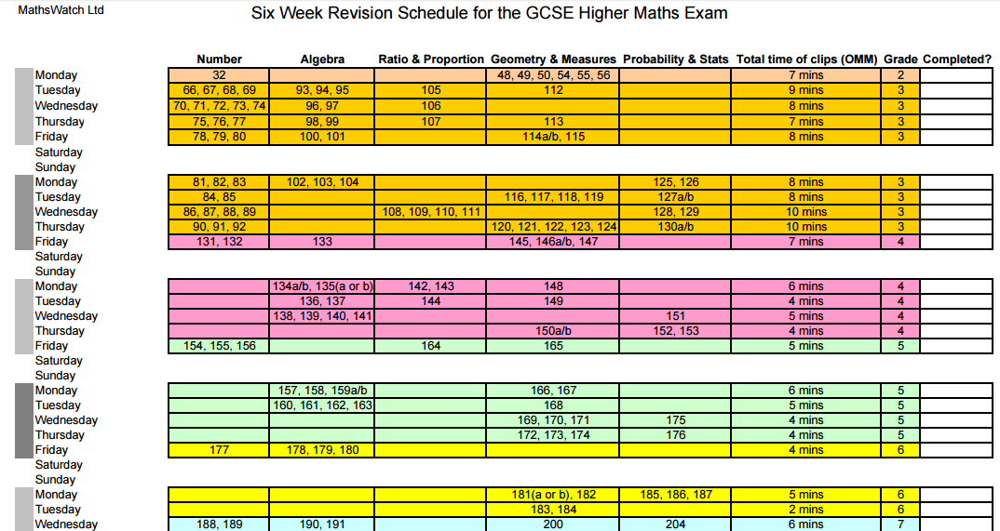 MathsWatch Ltd
Six Week Revision Schedule for the GCSE Higher Maths Exam
Number Algebra Ratio & Proportion Geometry & Measures Probability & Stats Total time of clips (OMM) Grade Completed?
Monday 32 48, 49, 50, 54, 55, 56 7 mins 2
Tuesday 66, 67, 68, 69 93, 94, 95 105 112 9 mins 3
Wednesday 70, 71, 72, 73, 74 96, 97 106 8 mins 3
Thursday 75, 76, 77 98, 99 107 113 7 mins 3
Friday 78, 79, 80 100, 101 114a/b, 115 8 mins 3
Saturday
Sunday
Monday 81, 82, 83 102, 103, 104 125, 126 8 mins 3
Tuesday 84, 85 116, 117, 118, 119 127a/b 8 mins 3
Wednesday 86, 87, 88, 89 108, 109, 110, 111 128, 129 10 mins 3
Thursday 90, 91, 92 120, 121, 122, 123, 124 130a/b 10 mins 3
Friday 131, 132 133 145, 146a/b, 147 7 mins 4
Saturday
Sunday
Monday 134a/b, 135(a or b) 142, 143 148 6 mins 4
Tuesday 136, 137 144 149 4 mins 4
Wednesday 138, 139, 140, 141 151 5 mins 4
Thursday 150a/b 152, 153 4 mins 4
Friday 154, 155, 156 164 165 5 mins 5
Saturday
Sunday
Monday 157, 158, 159a/b 166, 167 6 mins 5
Tuesday 160, 161, 162, 163 168 5 mins 5
Wednesday 169, 170, 171 175 4 mins 5
Thursday 172, 173, 174 176 4 mins 5
Friday 177 178, 179, 180 4 mins 6
Saturday
Sunday
Monday 181(a or b), 182 185, 186, 187 5 mins 6
Tuesday 183, 184 2 mins 6
Wednesday 188, 189 190, 191 200 204 6 mins 7